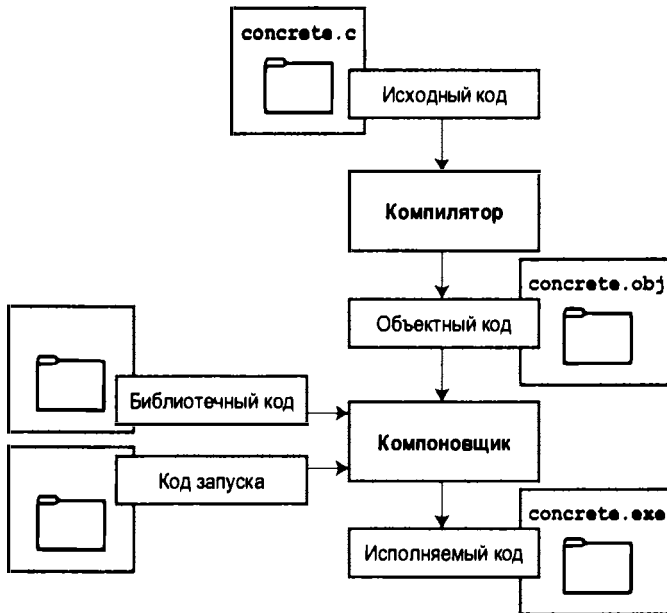 concrete.c
Исходный код
Компилятор
concrete.obj
Объектный код
Библиотечный код
Компоновщик
Код запуска
concrete.exe
Исполняемый код